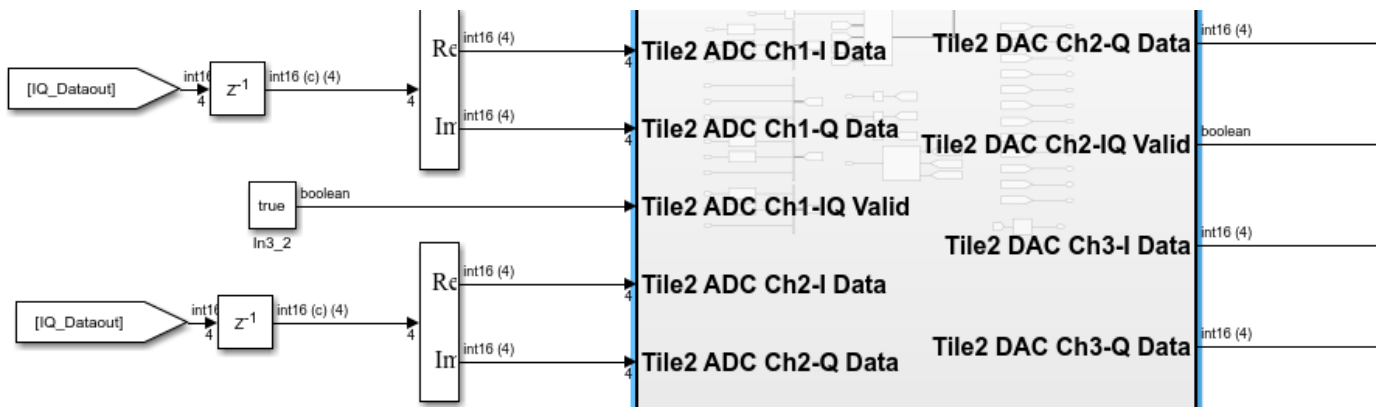 int16 (4)
Re
Tile2 ADC Ch1-I Data
4
Tile2 DAC Ch2-Q Data
int16 (4)
[IQ_Dataout]
int16
4
z-1
int16 (c) (4)
4
int16 (4)
Im
Tile2 ADC Ch1-Q Data
4
Tile2 DAC Ch2-IQ Valid
boolean
true
boolean
In3_2
Tile2 ADC Ch1-IQ Valid
Tile2 DAC Ch3-I Data
int16 (4)
int16 (4)
Re
Tile2 ADC Ch2-I Data
4
[IQ_Dataout]
int16
4
z-1
int16 (c) (4)
4
int16 (4)
Im
Tile2 ADC Ch2-Q Data
4
Tile2 DAC Ch3-Q Data
int16 (4)